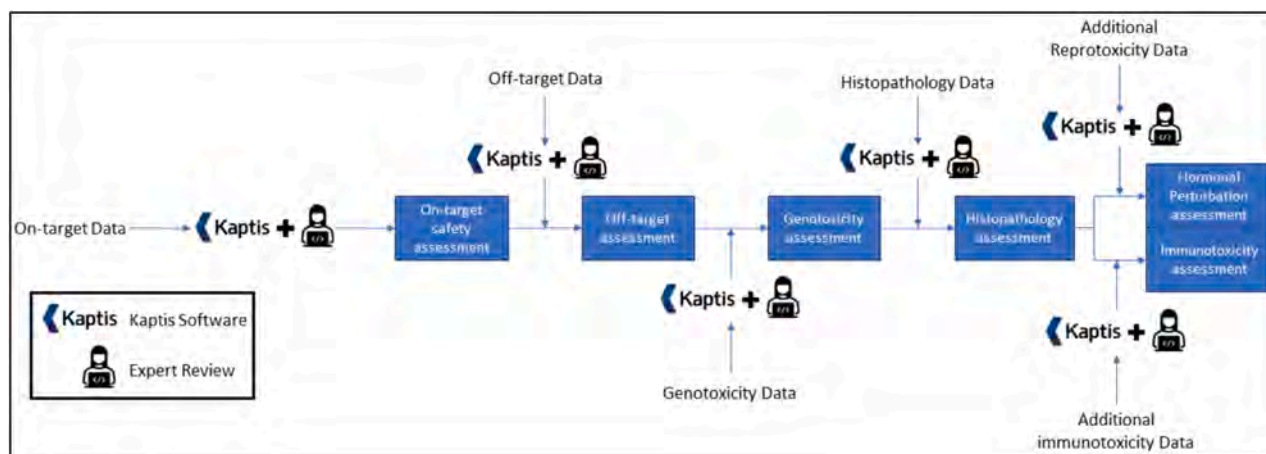 Additional
Reprotoxicity Data
Off-target Data
Histopathology Data
Kaptis
Kaptis
Kaptis
On-target Data
Kaptis
On-target
safety
assessment
Off-target
assessment
Genotoxicity
assessment
Histopathology
assessment
Hormonal
Perturbation
assessment
Immunotoxicity
assessment
Kaptis
Kaptis
Kaptis Kaptis Software
Expert Review
Genotoxicity Data
Additional
immunotoxicity Data